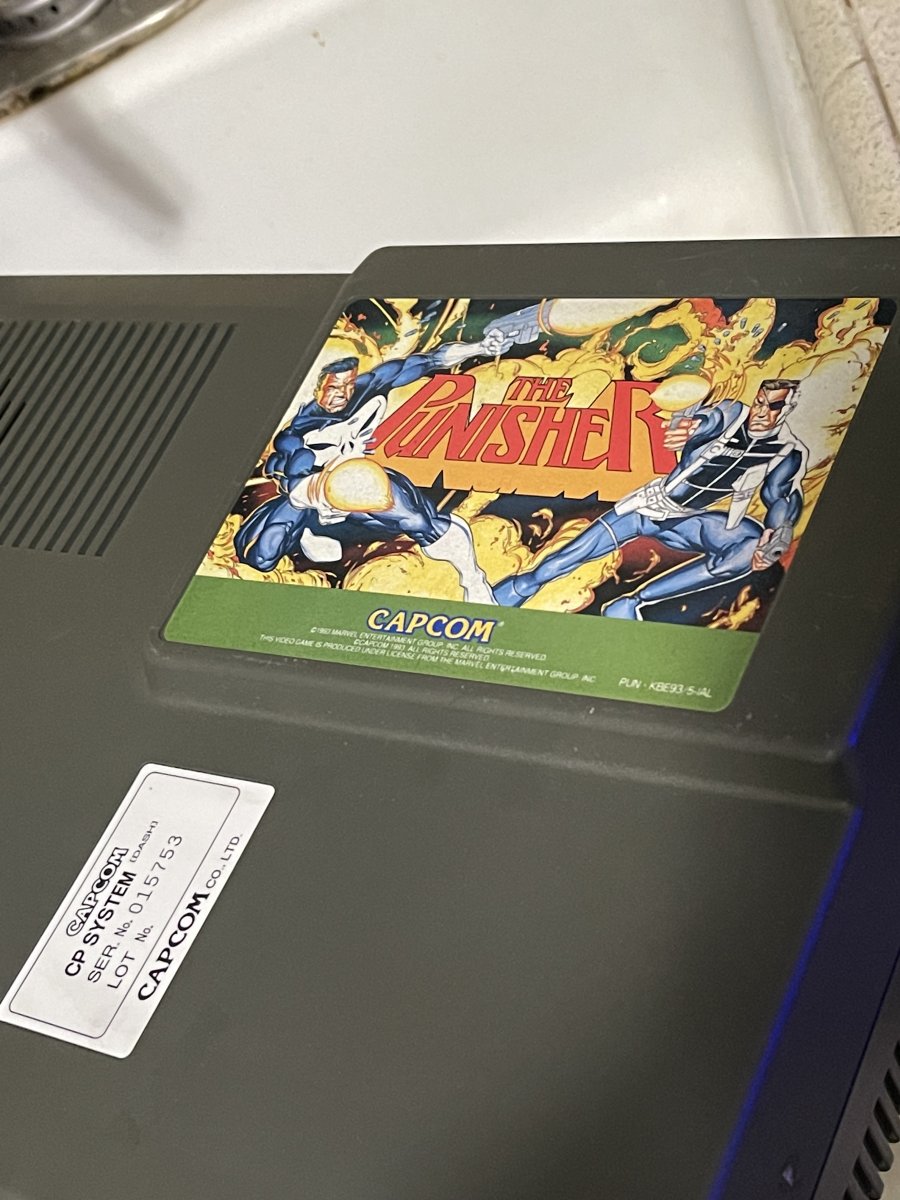 THE
PUNISHER
CAPCOM
©1993 MARVEL ENTERTAINMENT GROUP INC. ALL RIGHTS RESERVED
©CAPCOM 1993 ALL RIGHTS RESERVED.
THIS VIDEO GAME IS PRODUCED UNDER LICENSE FROM THE MARVEL ENTERTAINMENT GROUP INC.
PUN - KBE93-5-IAL
CAPCOM
CP SYSTEM [DASH]
SER. No. 015753
LOT No.
CAPCOM CO., LTD.